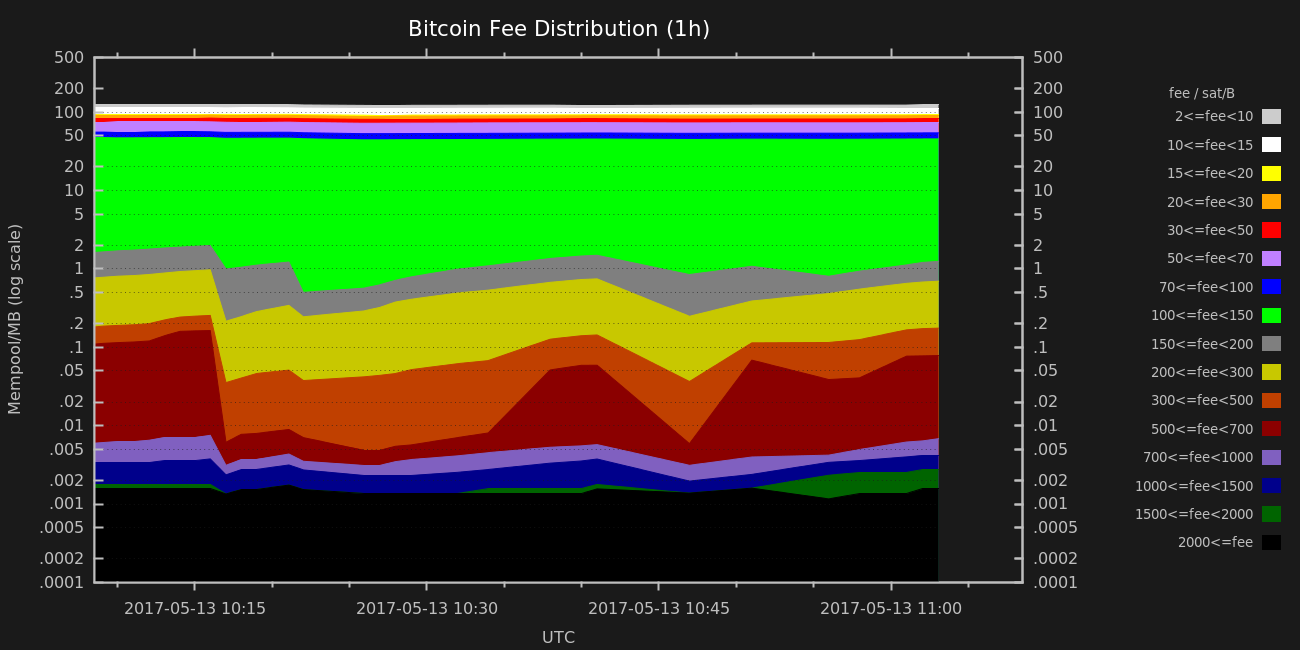 Bitcoin Fee Distribution (1h)
Mempool/MB (log scale)
500
200
100
50
20
10
5
2
1
.5
.2
.1
.05
.02
.01
.005
.002
.001
.0005
.0002
.0001
500
200
100
50
20
10
5
2
1
.5
.2
.1
.05
.02
.01
.005
.002
.001
.0005
.0002
.0001
2017-05-13 10:15
2017-05-13 10:30
2017-05-13 10:45
2017-05-13 11:00
UTC
fee / sat/B
2<=fee<10
10<=fee<15
15<=fee<20
20<=fee<30
30<=fee<50
50<=fee<70
70<=fee<100
100<=fee<150
150<=fee<200
200<=fee<300
300<=fee<500
500<=fee<700
700<=fee<1000
1000<=fee<1500
1500<=fee<2000
2000<=fee